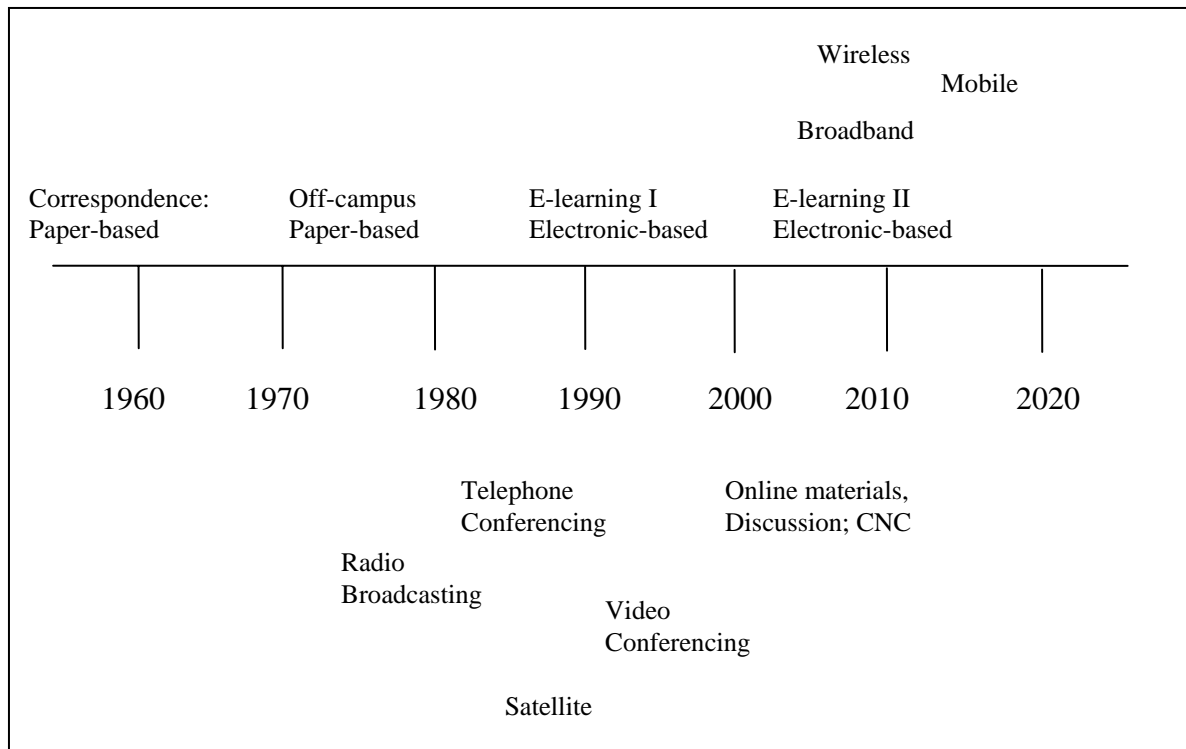 Wireless
Mobile
Broadband
Correspondence:
Paper-based
Off-campus
Paper-based
E-learning I
Electronic-based
E-learning II
Electronic-based
1960
1970
1980
1990
2000
2010
2020
Telephone
Conferencing
Online materials,
Discussion; CNC
Radio
Broadcasting
Video
Conferencing
Satellite